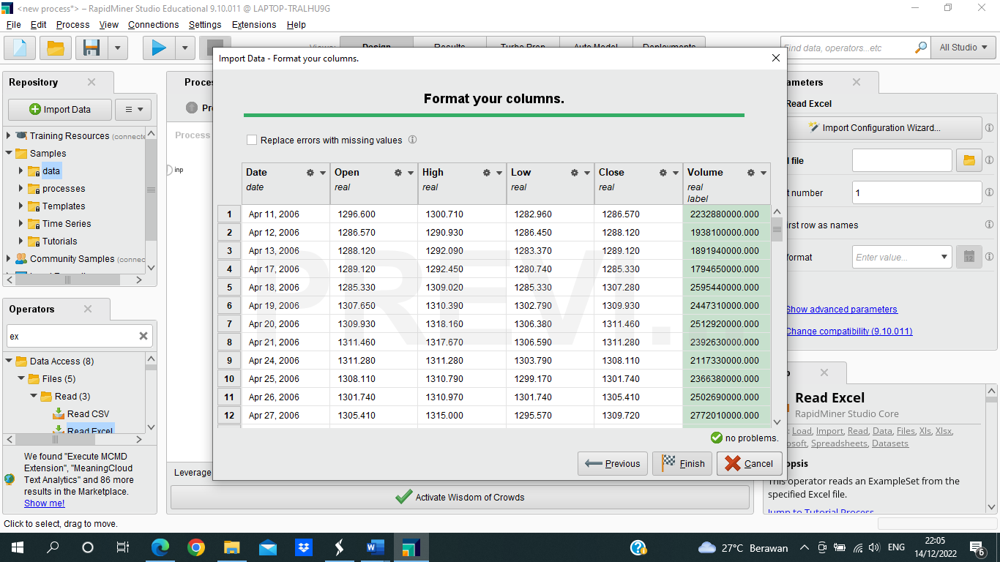 <new process*> – RapidMiner Studio Educational 9.10.011 @ LAPTOP-TRALHU9G
File Edit Process View Connections Settings Extensions Help
Views: Design Results Turbo Prep Auto Model Deployments
Find data, operators...etc
All Studio
Repository
Import Data
Training Resources (connecte
Samples
data
processes
Templates
Time Series
Tutorials
Community Samples (connec
Operators
ex
Data Access (8)
Files (5)
Read (3)
Read CSV
Read Excel
We found "Execute MCMD
Extension", "MeaningCloud
Text Analytics" and 86 more
results in the Marketplace.
Show me!
Proces
Pr
Process
inp
Leverage
Activate Wisdom of Crowds
Import Data - Format your columns.
Format your columns.
Replace errors with missing values
Date Open High Low Close Volume
date real real real real real
label
1 Apr 11, 2006 1296.600 1300.710 1282.960 1286.570 2232880000.000
2 Apr 12, 2006 1286.570 1290.930 1286.450 1288.120 1938100000.000
3 Apr 13, 2006 1288.120 1292.090 1283.370 1289.120 1891940000.000
4 Apr 17, 2006 1289.120 1292.450 1280.740 1285.330 1794650000.000
5 Apr 18, 2006 1285.330 1309.020 1285.330 1307.280 2595440000.000
6 Apr 19, 2006 1307.650 1310.390 1302.790 1309.930 2447310000.000
7 Apr 20, 2006 1309.930 1318.160 1306.380 1311.460 2512920000.000
8 Apr 21, 2006 1311.460 1317.670 1306.590 1311.280 2392630000.000
9 Apr 24, 2006 1311.280 1311.280 1303.790 1308.110 2117330000.000
10 Apr 25, 2006 1308.110 1310.790 1299.170 1301.740 2366380000.000
11 Apr 26, 2006 1301.740 1310.970 1301.740 1305.410 2502690000.000
12 Apr 27, 2006 1305.410 1315.000 1295.570 1309.720 2772010000.000
PREVI...
no problems.
Previous Finish Cancel
ameters
Read Excel
Import Configuration Wizard...
l file
t number 1
irst row as names
format Enter value...
Show advanced parameters
Change compatibility (9.10.011)
p
Read Excel
RapidMiner Studio Core
: Load, Import, Read, Data, Files, Xls, Xlsx,
osoft, Spreadsheets, Datasets
opsis
This operator reads an ExampleSet from the
specified Excel file.
Jump to Tutorial Process
Click to select, drag to move.
27°C Berawan
ENG
22:05
14/12/2022
6